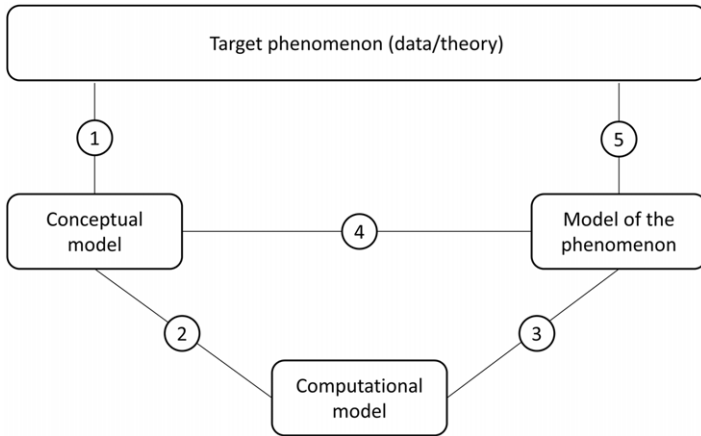 Target phenomenon (data/theory)
1
5
Conceptual
model
4
Model of the
phenomenon
2
3
Computational
model